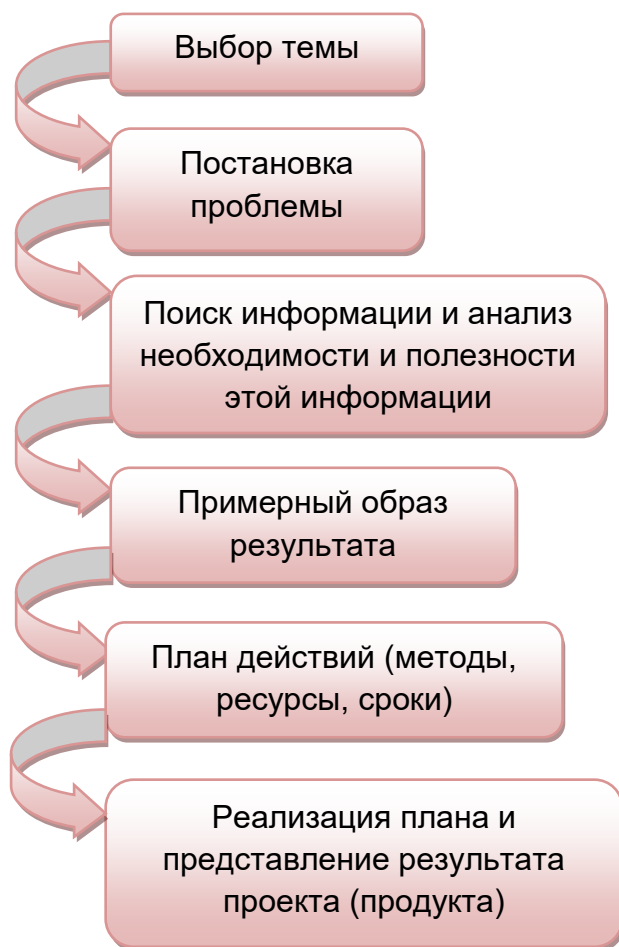 Выбор темы
Постановка
проблемы
Поиск информации и анализ
необходимости и полезности
этой информации
Примерный образ
результата
План действий (методы,
ресурсы, сроки)
Реализация плана и
представление результата
проекта (продукта)